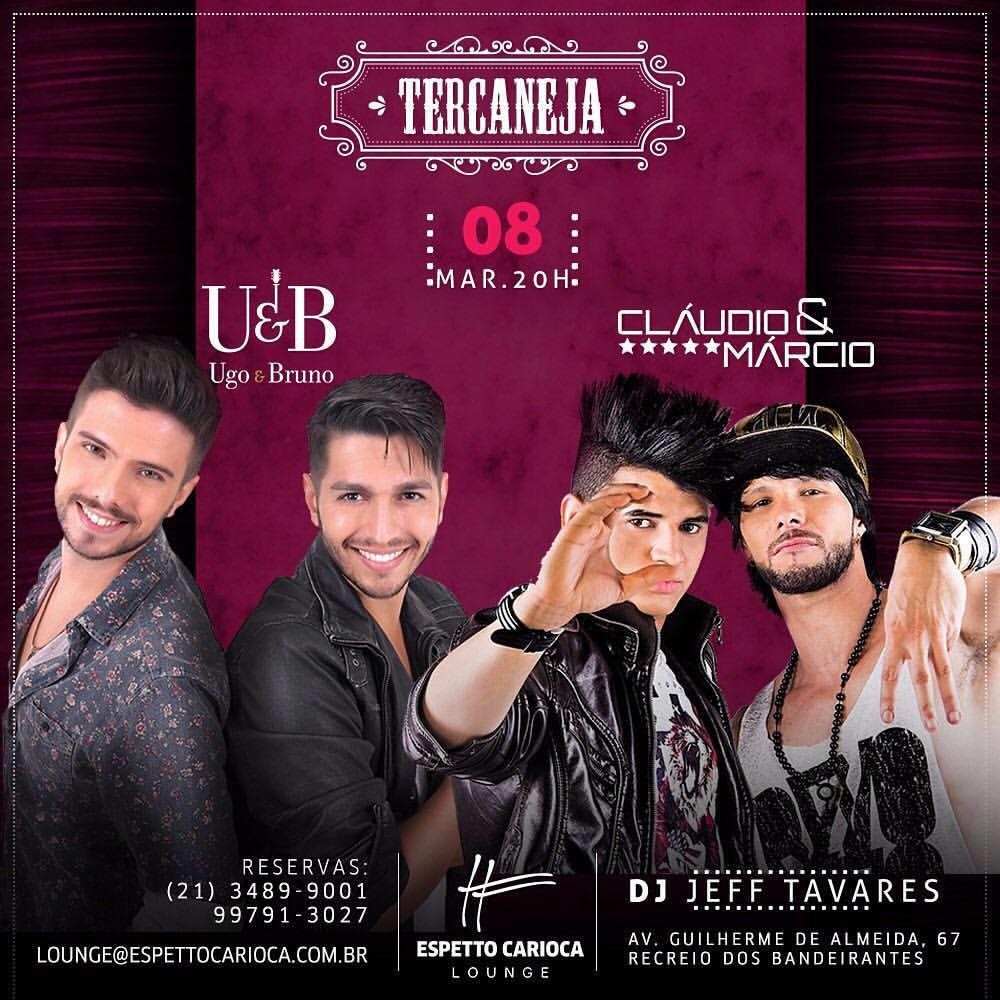 TERCANEJA
08
MAR.20H
U&B
Ugo & Bruno
CLÁUDIO &
MÁRCIO
RESERVAS:
(21) 3489-9001
99791-3027
LOUNGE@ESPETTOCARIOCA.COM.BR
ESPETTO CARIOCA
LOUNGE
DJ JEFF TAVARES
AV. GUILHERME DE ALMEIDA, 67
RECREIO DOS BANDEIRANTES